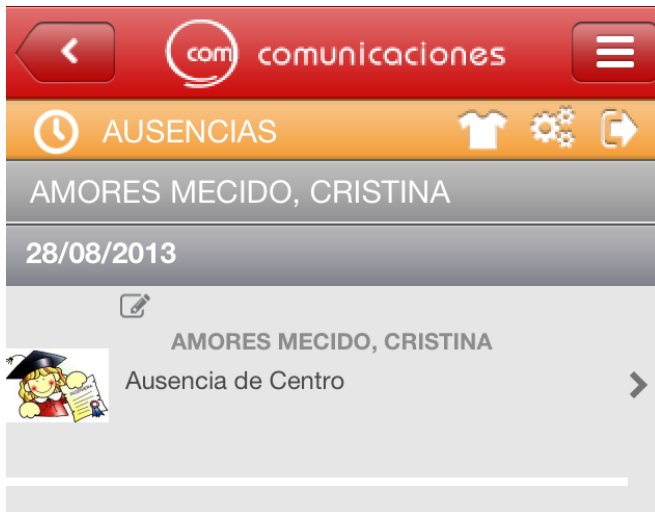 com comunicaciones
AUSENCIAS
AMORES MECIDO, CRISTINA
28/08/2013
AMORES MECIDO, CRISTINA
Ausencia de Centro